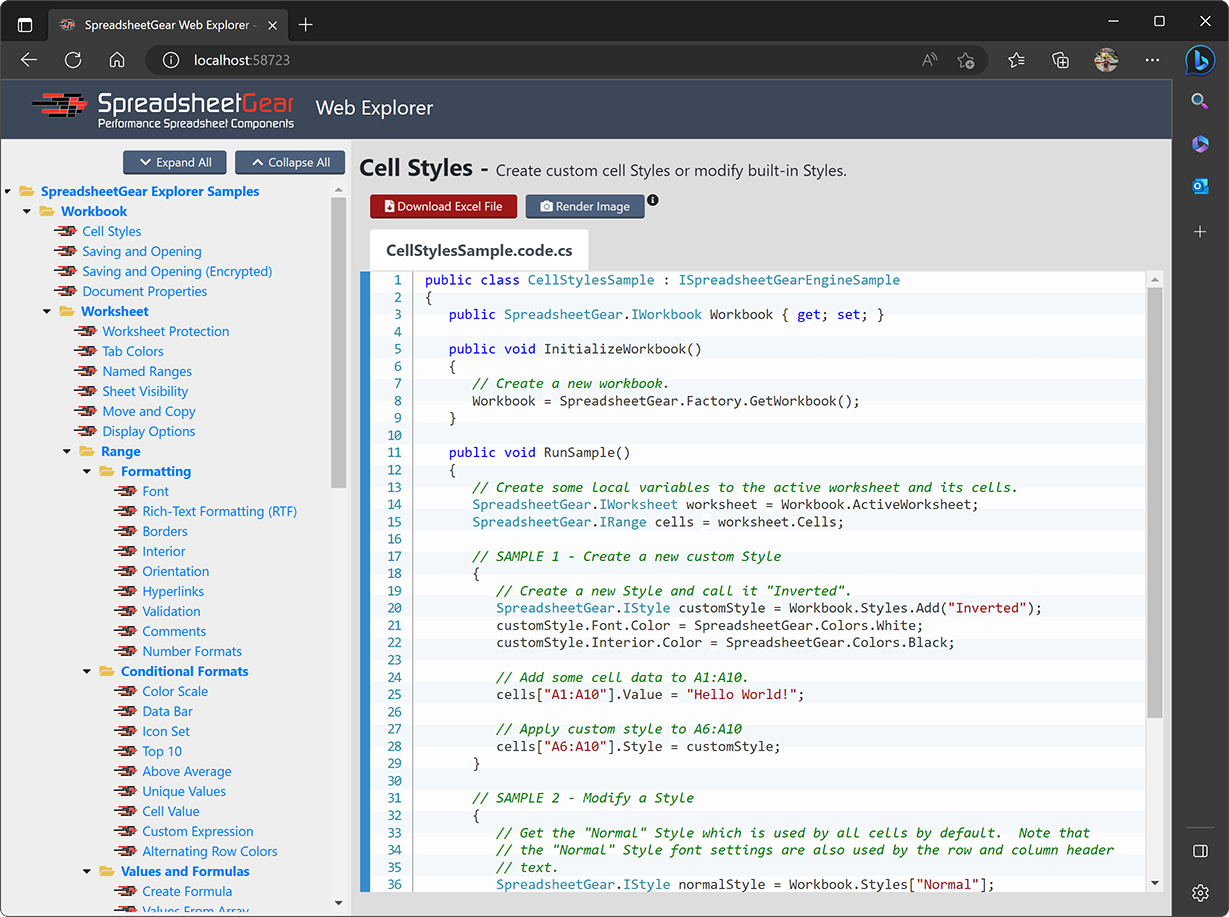 SpreadsheetGear Web Explorer -
localhost:58723
SpreadsheetGear
Performance Spreadsheet Components
Web Explorer
Expand All
Collapse All
SpreadsheetGear Explorer Samples
Workbook
Cell Styles
Saving and Opening
Saving and Opening (Encrypted)
Document Properties
Worksheet
Worksheet Protection
Tab Colors
Named Ranges
Sheet Visibility
Move and Copy
Display Options
Range
Formatting
Font
Rich-Text Formatting (RTF)
Borders
Interior
Orientation
Hyperlinks
Validation
Comments
Number Formats
Conditional Formats
Color Scale
Data Bar
Icon Set
Top 10
Above Average
Unique Values
Cell Value
Custom Expression
Alternating Row Colors
Values and Formulas
Create Formula
Values From Array
Cell Styles - Create custom cell Styles or modify built-in Styles.
Download Excel File
Render Image
CellStylesSample.code.cs
1 public class CellStylesSample : ISpreadsheetGearEngineSample
2 {
3 public SpreadsheetGear.IWorkbook Workbook { get; set; }
4
5 public void InitializeWorkbook()
6 {
7 // Create a new workbook.
8 Workbook = SpreadsheetGear.Factory.GetWorkbook();
9 }
10
11 public void RunSample()
12 {
13 // Create some local variables to the active worksheet and its cells.
14 SpreadsheetGear.IWorksheet worksheet = Workbook.ActiveWorksheet;
15 SpreadsheetGear.IRange cells = worksheet.Cells;
16
17 // SAMPLE 1 - Create a new custom Style
18 {
19 // Create a new Style and call it "Inverted".
20 SpreadsheetGear.IStyle customStyle = Workbook.Styles.Add("Inverted");
21 customStyle.Font.Color = SpreadsheetGear.Colors.White;
22 customStyle.Interior.Color = SpreadsheetGear.Colors.Black;
23
24 // Add some cell data to A1:A10.
25 cells["A1:A10"].Value = "Hello World!";
26
27 // Apply custom style to A6:A10
28 cells["A6:A10"].Style = customStyle;
29 }
30
31 // SAMPLE 2 - Modify a Style
32 {
33 // Get the "Normal" Style which is used by all cells by default.  Note that
34 // the "Normal" Style font settings are also used by the row and column header
35 // text.
36 SpreadsheetGear.IStyle normalStyle = Workbook.Styles["Normal"];